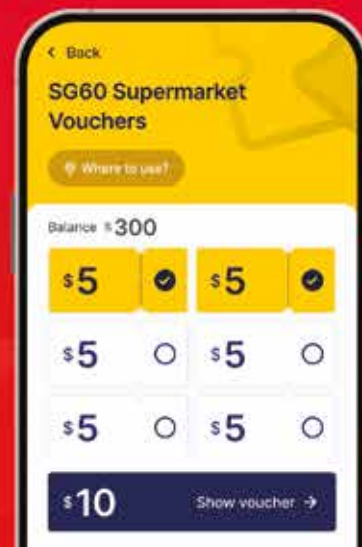 < Back
SG60 Supermarket
Vouchers
Where to use?
Balance $300
$5 $5
$5 $5
$5 $5
$10 Show voucher →